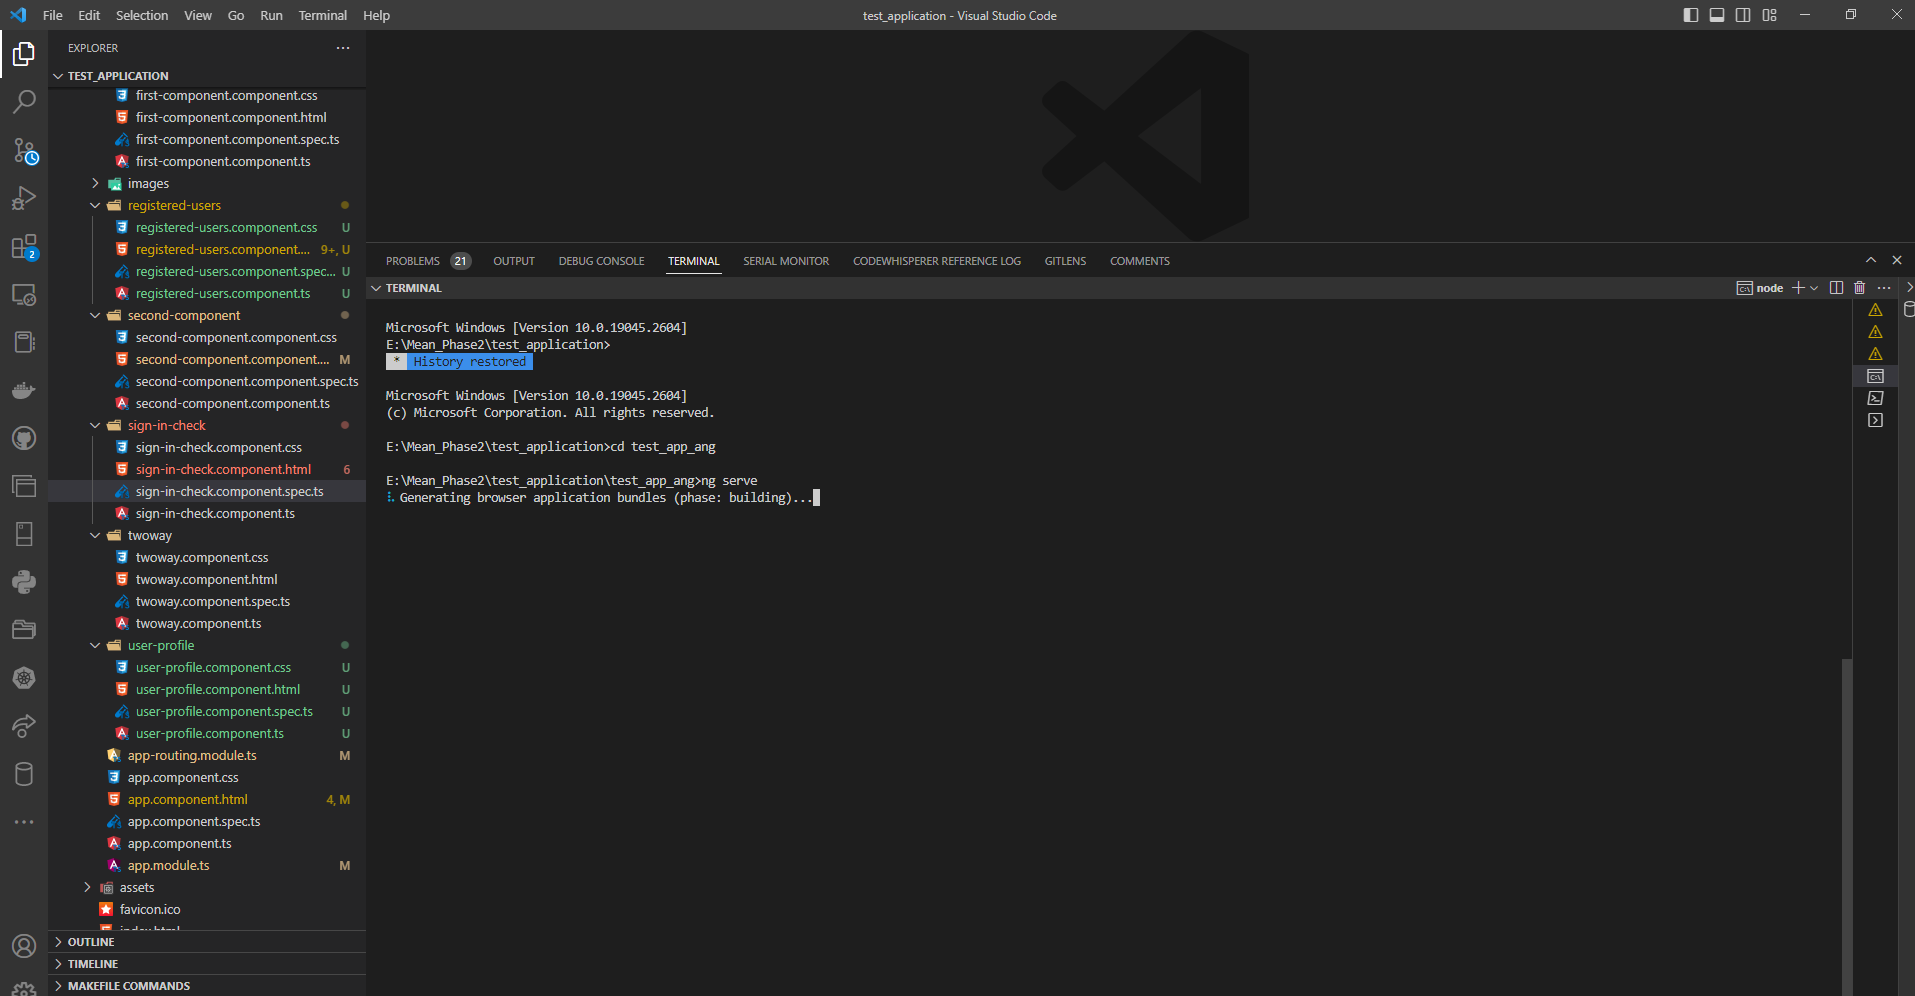 File Edit Selection View Go Run Terminal Help
test_application - Visual Studio Code
EXPLORER
TEST_APPLICATION
first-component.component.css
first-component.component.html
first-component.component.spec.ts
first-component.component.ts
images
registered-users
registered-users.component.css U
registered-users.component.... 9+, U
registered-users.component.spec... U
registered-users.component.ts U
second-component
second-component.component.css
second-component.component.... M
second-component.component.spec.ts
second-component.component.ts
sign-in-check
sign-in-check.component.css
sign-in-check.component.html 6
sign-in-check.component.spec.ts
sign-in-check.component.ts
twoway
twoway.component.css
twoway.component.html
twoway.component.spec.ts
twoway.component.ts
user-profile
user-profile.component.css U
user-profile.component.html U
user-profile.component.spec.ts U
user-profile.component.ts U
app-routing.module.ts M
app.component.css
app.component.html 4, M
app.component.spec.ts
app.component.ts
app.module.ts M
assets
favicon.ico
index.html
OUTLINE
TIMELINE
MAKEFILE COMMANDS
2
PROBLEMS 21 OUTPUT DEBUG CONSOLE TERMINAL SERIAL MONITOR CODEWHISPERER REFERENCE LOG GITLENS COMMENTS
TERMINAL
node
Microsoft Windows [Version 10.0.19045.2604]
E:\Mean_Phase2\test_application>
* History restored
Microsoft Windows [Version 10.0.19045.2604]
(c) Microsoft Corporation. All rights reserved.
E:\Mean_Phase2\test_application>cd test_app_ang
E:\Mean_Phase2\test_application\test_app_ang>ng serve
Generating browser application bundles (phase: building)...